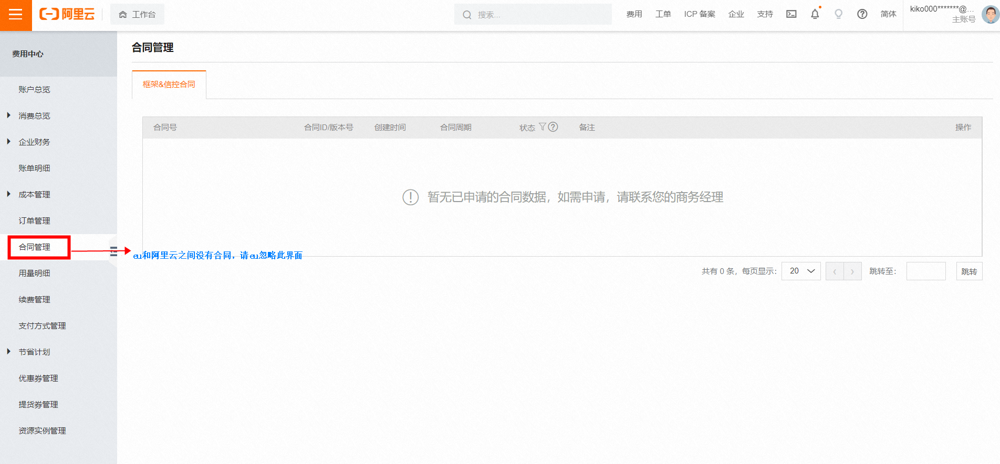 阿里云
工作台
搜索...
费用 工单 ICP 备案 企业 支持 简体
kiko000*******@...
主账号
费用中心
账户总览
消费总览
企业财务
账单明细
成本管理
订单管理
合同管理
用量明细
续费管理
支付方式管理
节省计划
优惠券管理
提货券管理
资源实例管理
合同管理
框架&信控合同
合同号 合同ID/版本号 创建时间 合同周期 状态 备注 操作
暂无已申请的合同数据，如需申请，请联系您的商务经理
eu和阿里云之间没有合同，请eu忽略此界面
共有 0 条，每页显示： 20 跳转至： 跳转